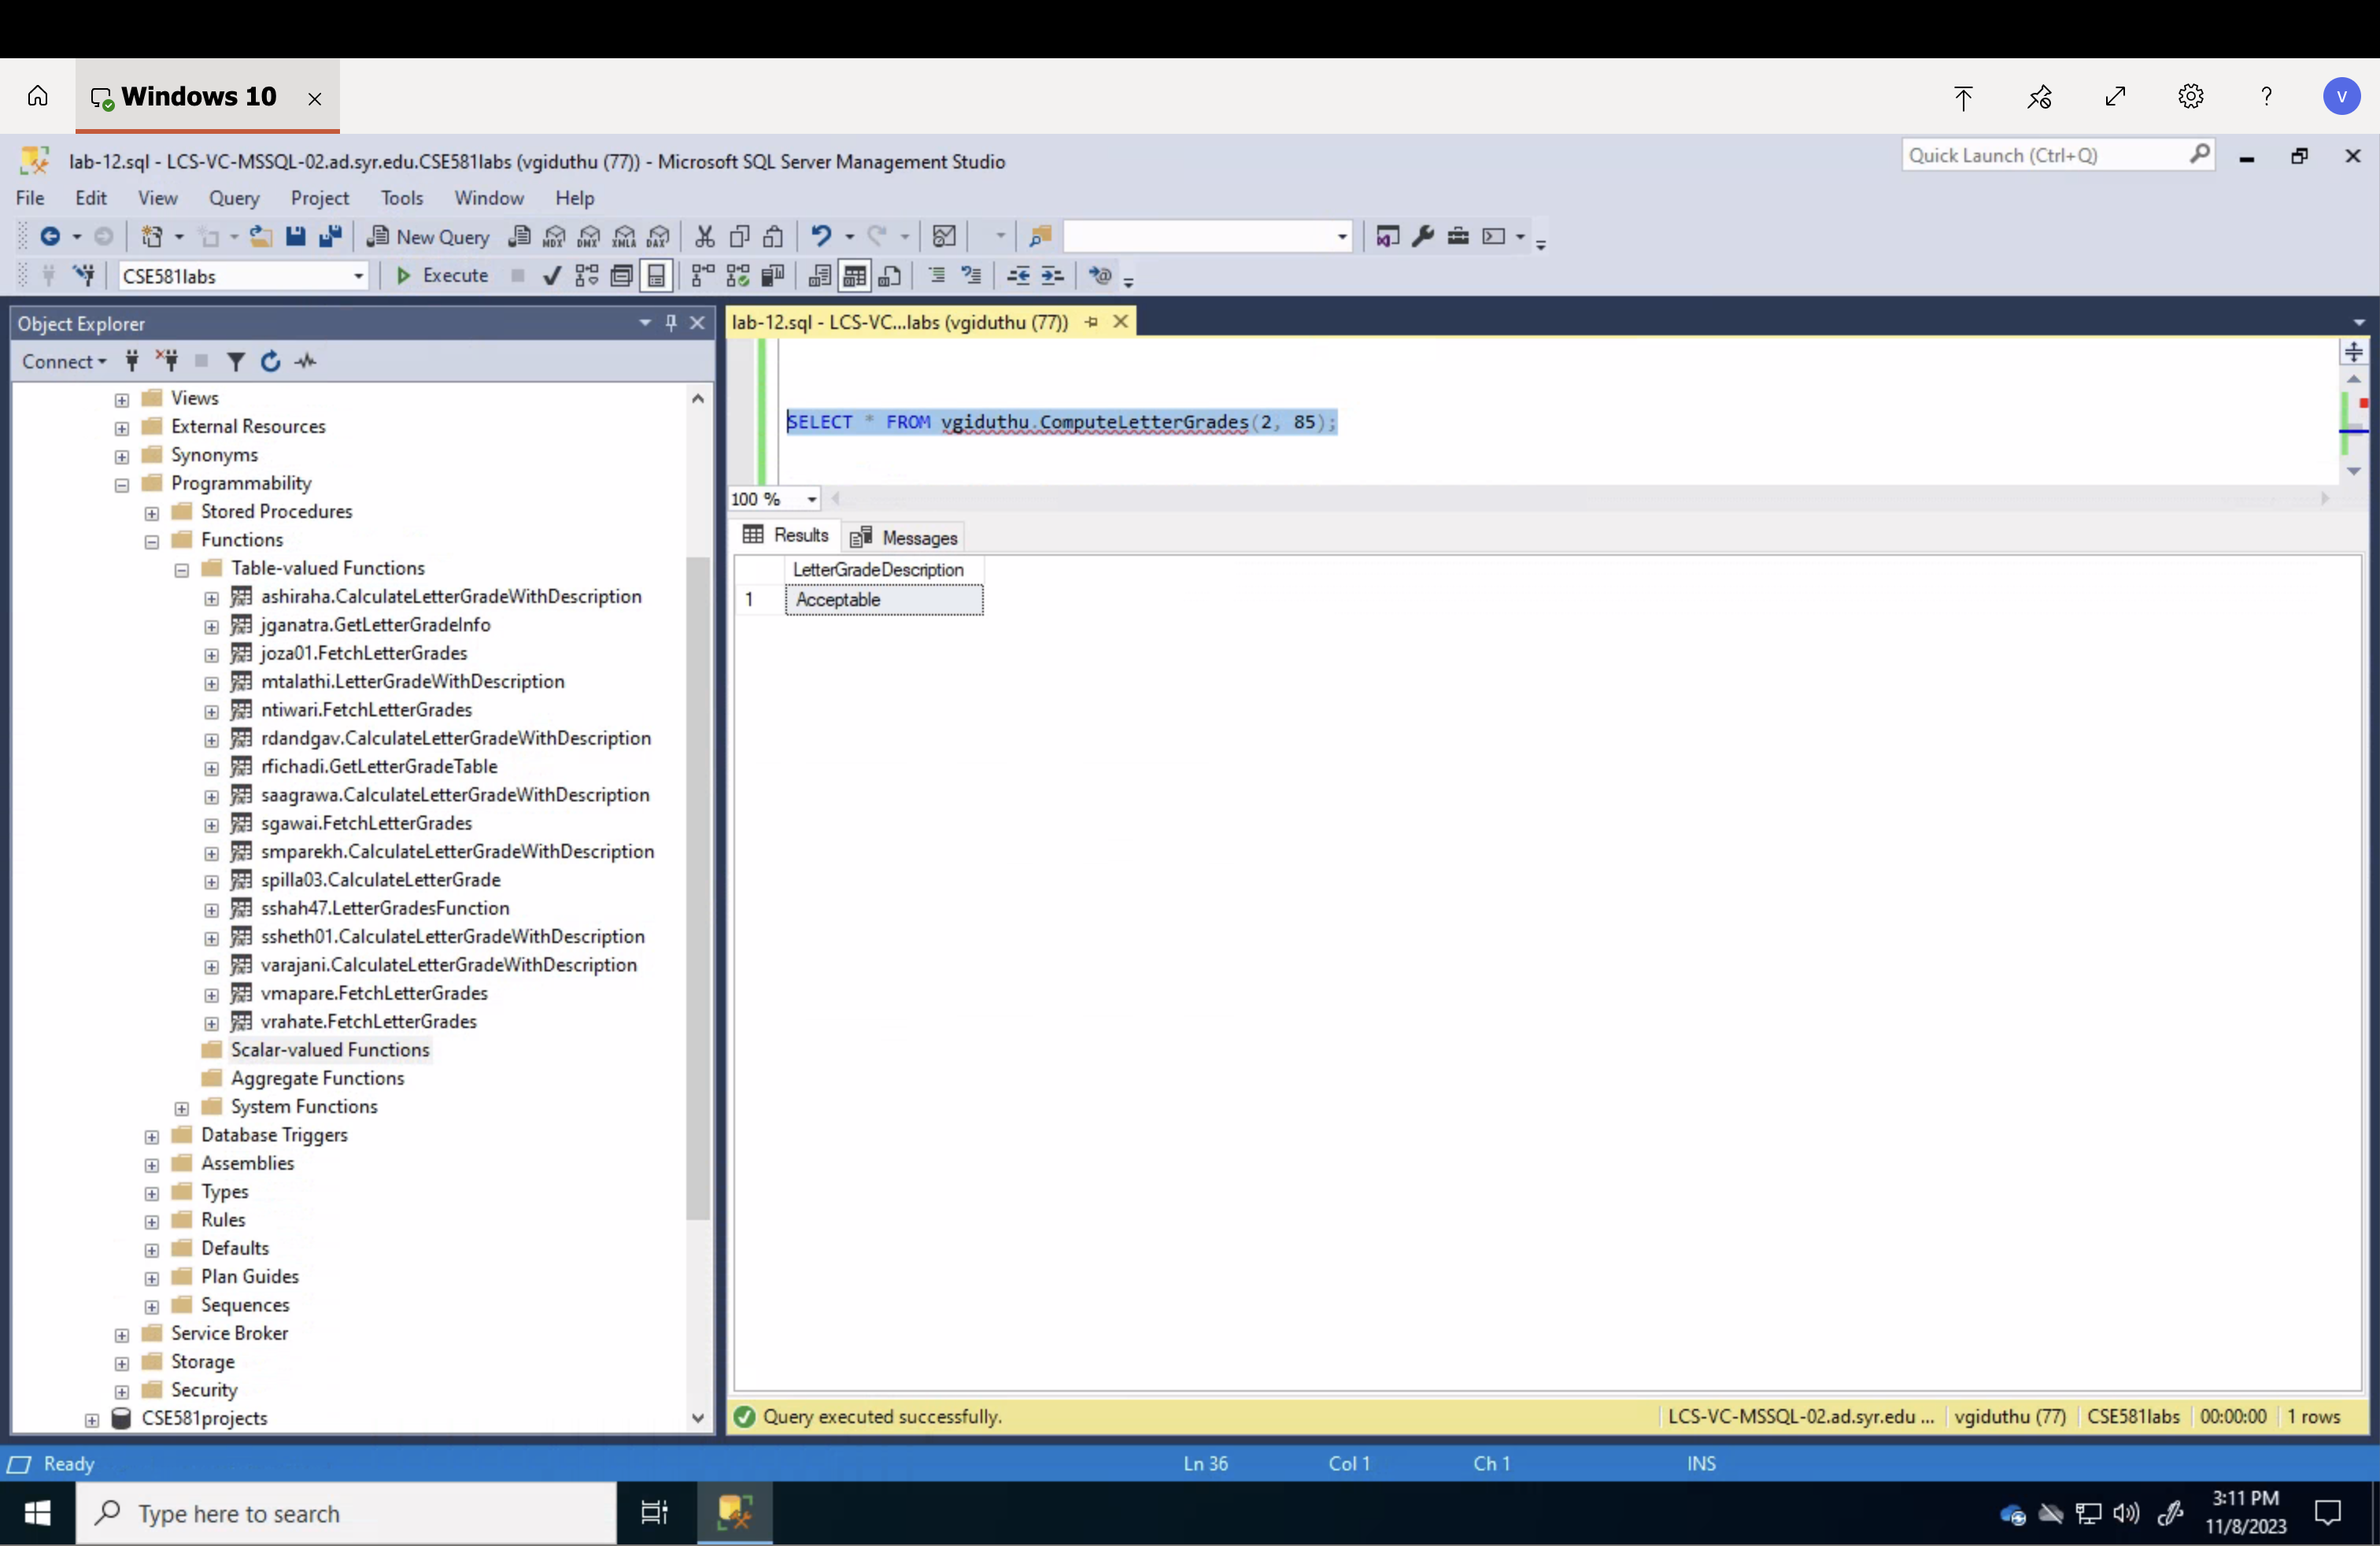 Windows 10
V
lab-12.sql - LCS-VC-MSSQL-02.ad.syr.edu.CSE581labs (vgiduthu (77)) - Microsoft SQL Server Management Studio
Quick Launch (Ctrl+Q)
File Edit View Query Project Tools Window Help
New Query MDX DMX XMLA DAX
CSE581labs Execute
Object Explorer
lab-12.sql - LCS-VC...labs (vgiduthu (77))
Connect
Views
External Resources
Synonyms
Programmability
Stored Procedures
Functions
Table-valued Functions
ashiraha.CalculateLetterGradeWithDescription
jganatra.GetLetterGradeInfo
joza01.FetchLetterGrades
mtalathi.LetterGradeWithDescription
ntiwari.FetchLetterGrades
rdandgav.CalculateLetterGradeWithDescription
rfichadi.GetLetterGradeTable
saagrawa.CalculateLetterGradeWithDescription
sgawai.FetchLetterGrades
smparekh.CalculateLetterGradeWithDescription
spilla03.CalculateLetterGrade
sshah47.LetterGradesFunction
ssheth01.CalculateLetterGradeWithDescription
varajani.CalculateLetterGradeWithDescription
vmapare.FetchLetterGrades
vrahate.FetchLetterGrades
Scalar-valued Functions
Aggregate Functions
System Functions
Database Triggers
Assemblies
Types
Rules
Defaults
Plan Guides
Sequences
Service Broker
Storage
Security
CSE581projects
SELECT * FROM vgiduthu.ComputeLetterGrades(2, 85);
100 %
Results Messages
LetterGradeDescription
1 Acceptable
Query executed successfully. LCS-VC-MSSQL-02.ad.syr.edu ... vgiduthu (77) CSE581labs 00:00:00 1 rows
Ready Ln 36 Col 1 Ch 1 INS
Type here to search
3:11 PM
11/8/2023